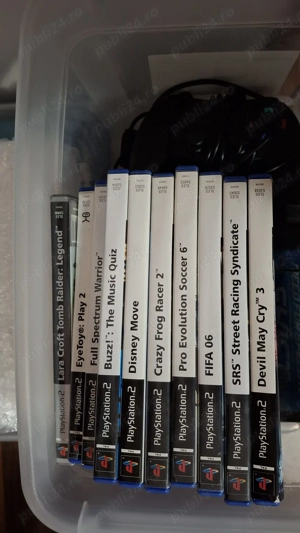 Lara Croft Tomb Raider: Legend™
PlayStation.2
EyeToye: Play 2
PlayStation.2
Full Spectrum Warrior™
PlayStation.2
Buzz!™: The Music Quiz
PlayStation.2
Disney Move
PlayStation.2
Crazy Frog Racer 2™
PlayStation.2
Pro Evolution Soccer 6™
PlayStation.2
FIFA 06
PlayStation.2
SRS™ Street Racing Syndicate™
PlayStation.2
Devil May Cry™ 3
PlayStation.2